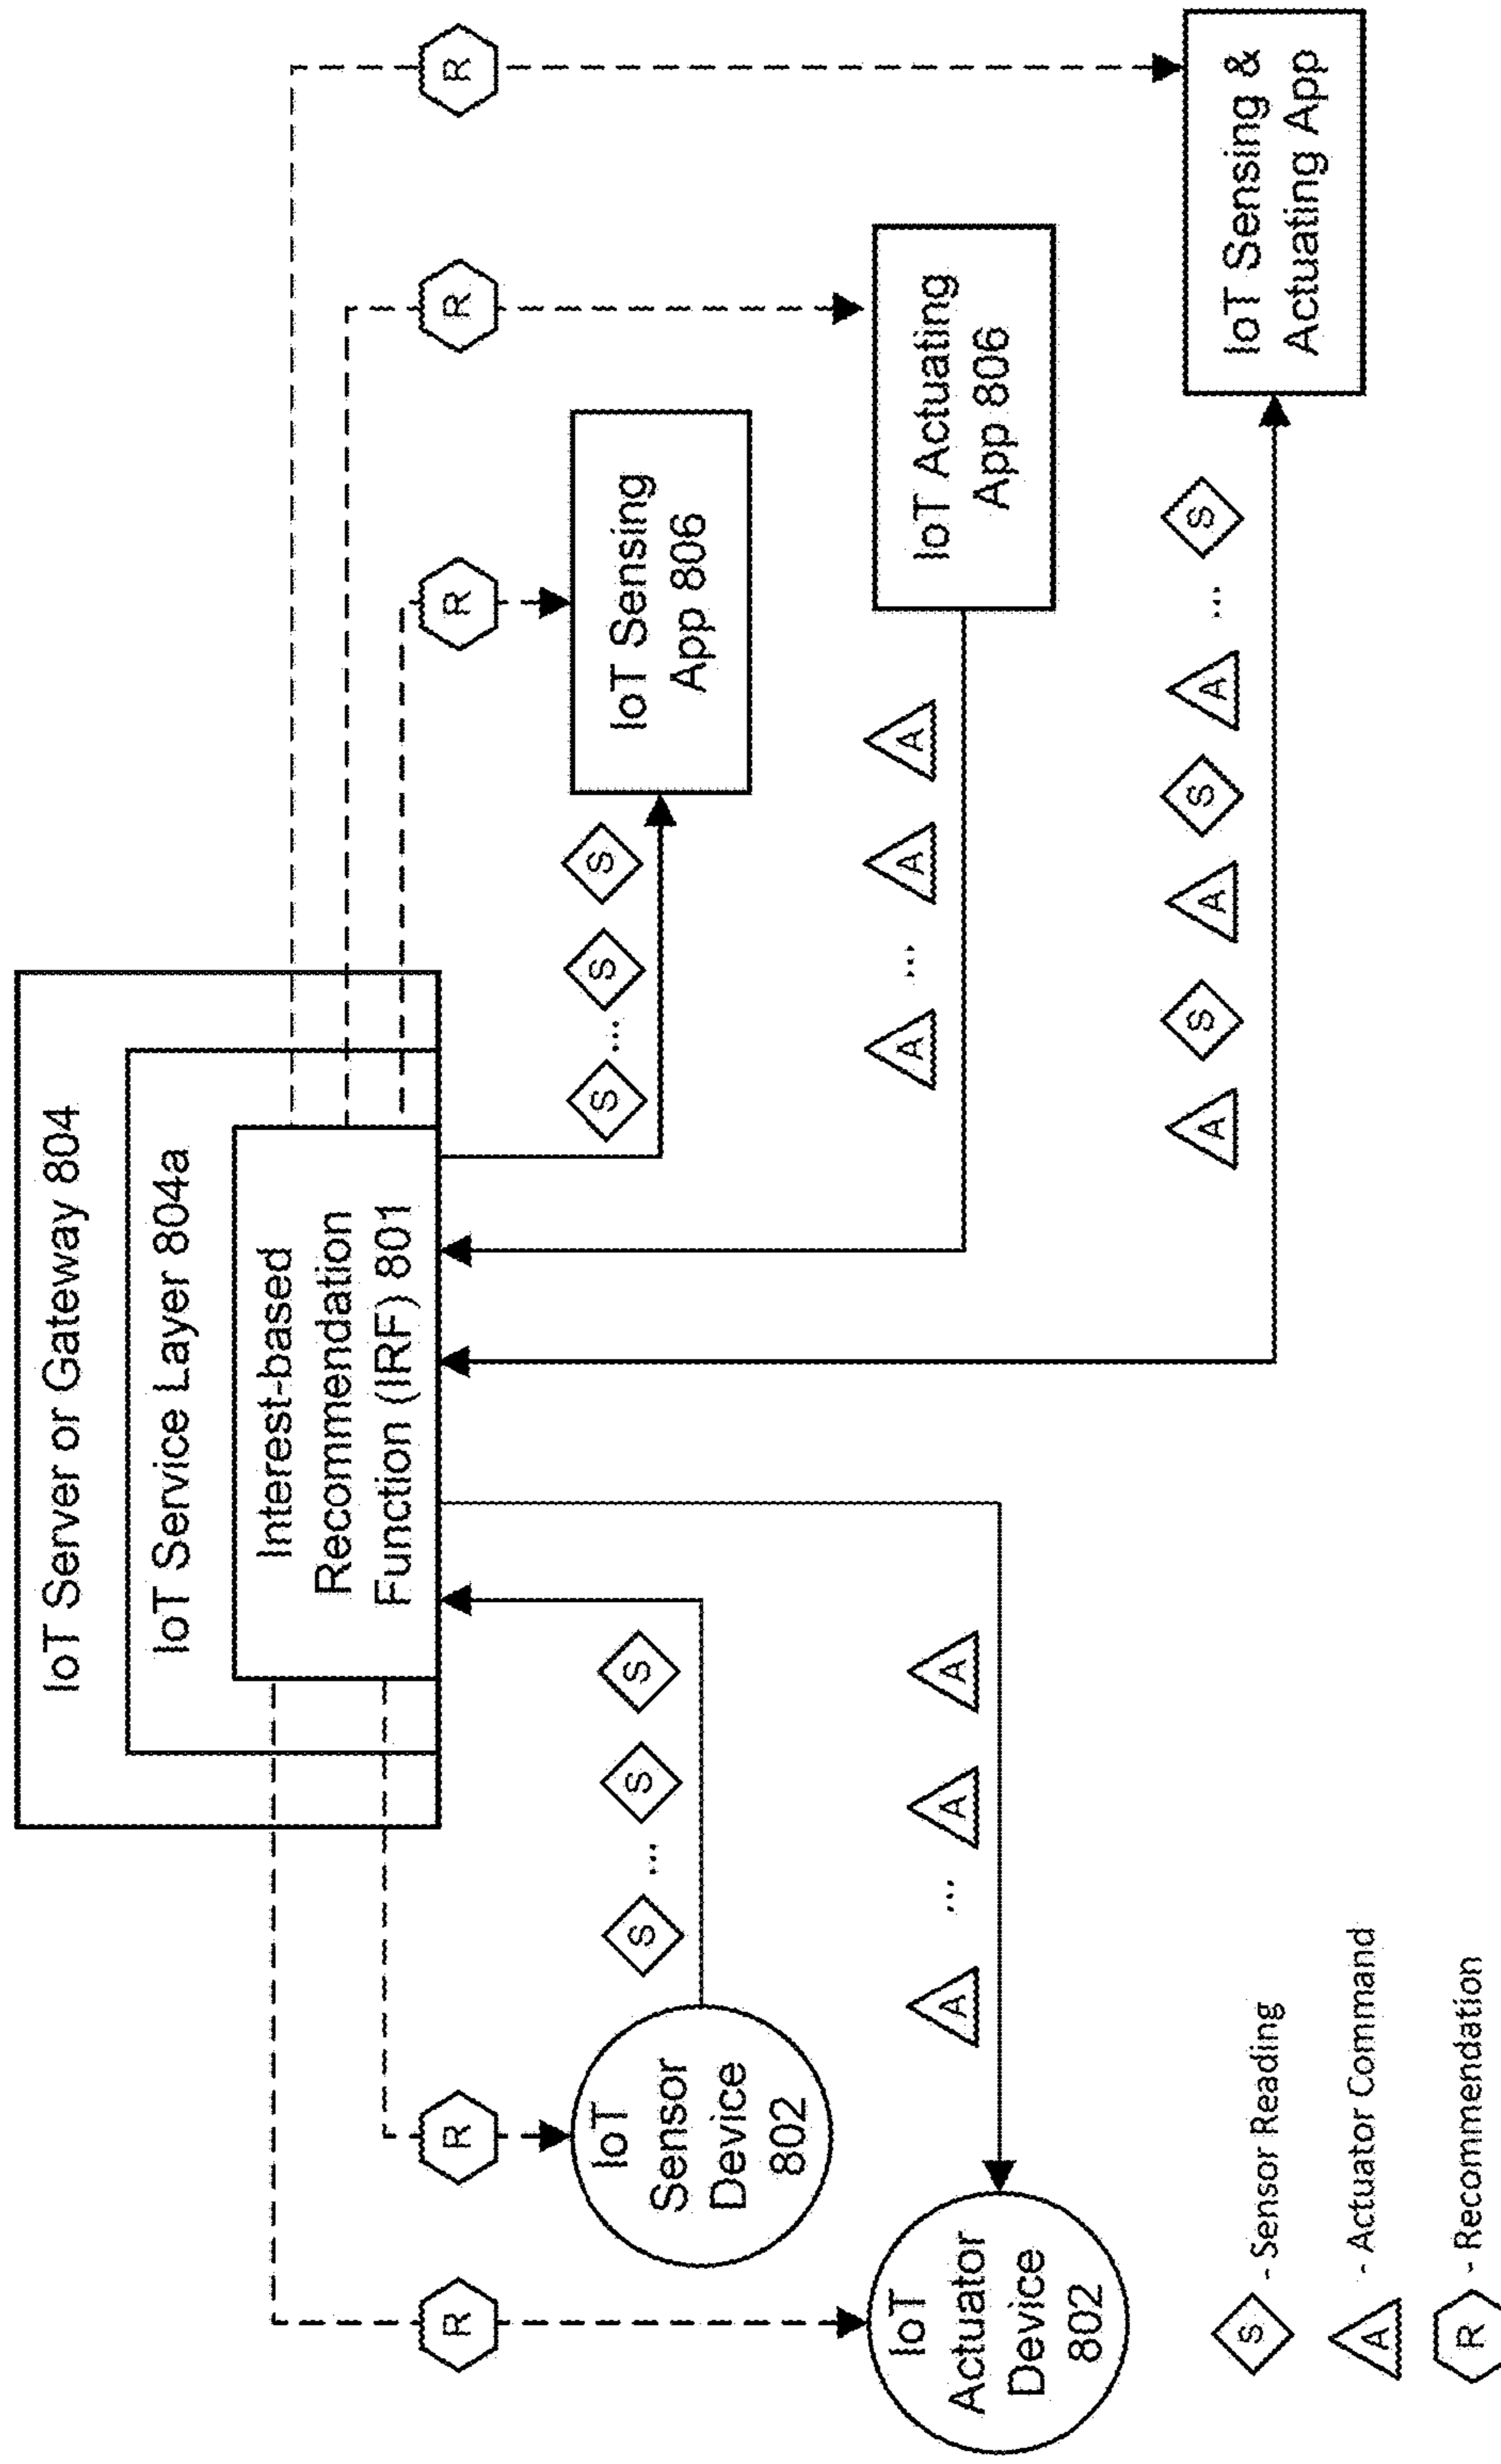 IoT Server or Gateway 804
IoT Service Layer 804a
Interest-based
Recommendation
Function (IRF) 801
R
R
R
R
R
IoT
Sensor
Device
802
S ... S S
S ... S S
IoT Sensing
App 806
IoT
Actuator
Device
802
A ... A A
A ... A A
IoT Actuating
App 806
A S A S A ... S
IoT Sensing &
Actuating App
S - Sensor Reading
A - Actuator Command
R - Recommendation